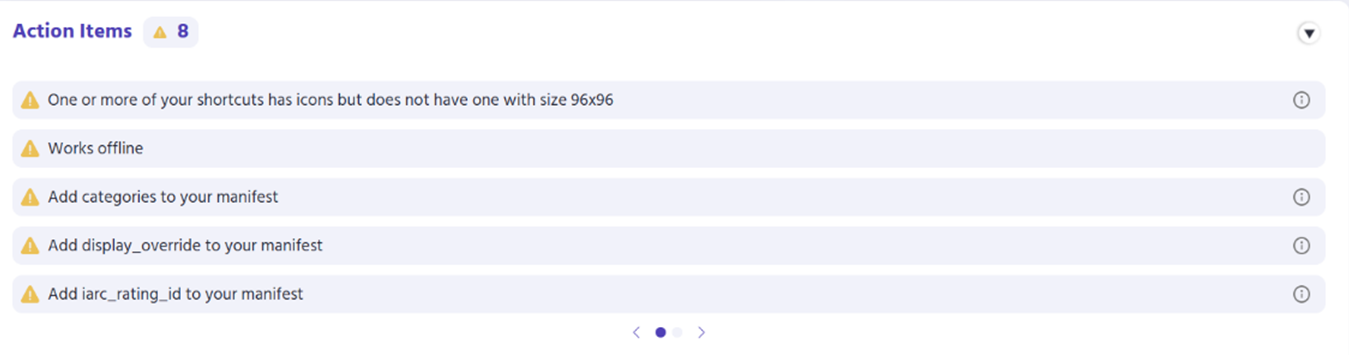 Action Items 8
One or more of your shortcuts has icons but does not have one with size 96x96
Works offline
Add categories to your manifest
Add display_override to your manifest
Add iarc_rating_id to your manifest